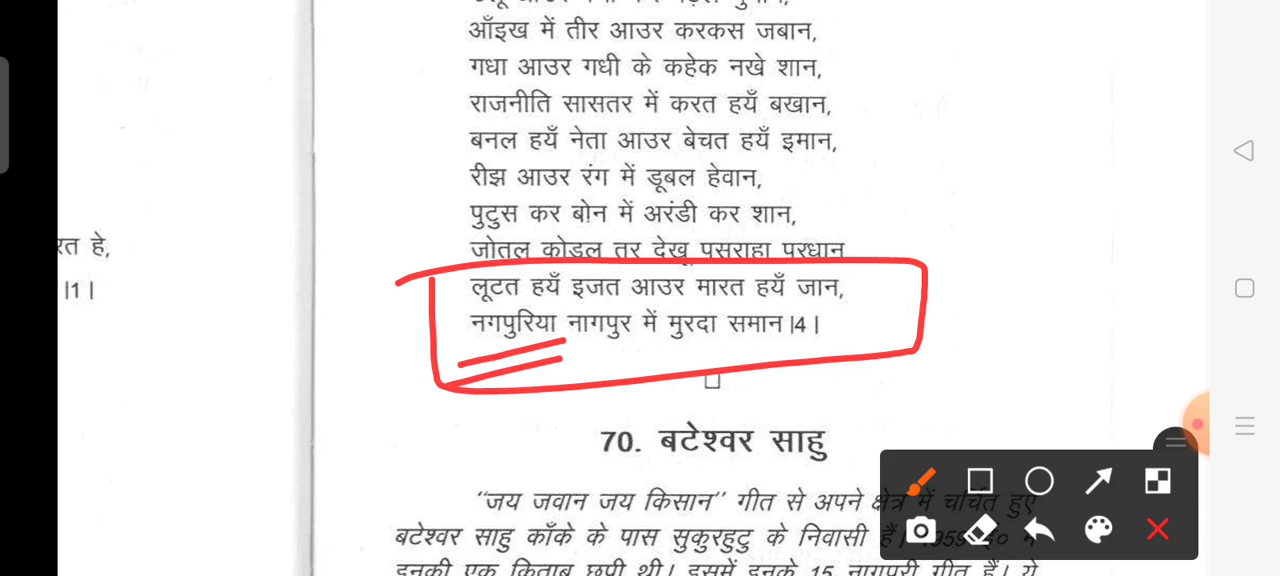 आँइख में तीर आउर करकस जबान,
गधा आउर गधी के कहेक नखे शान,
राजनीति सासतर में करत हयँ बखान,
बनल हयँ नेता आउर बेचत हयँ इमान,
रीझ आउर रंग में डूबल हेवान,
पुटुस कर बोन में अरंडी कर शान,
जोतल कोडल तर देखू पसराहा परधान
रत हे,
लूटत हयँ इजत आउर मारत हयँ जान,
।1।
नगपुरिया नागपुर में मुरदा समान।4।
70. बटेश्वर साहु
"जय जवान जय किसान" गीत से अपने क्षेत्र में चर्चित हुए
बटेश्वर साहु काँके के पास सुकुरहुटु के निवासी हैं। 1959 ई० में
इनकी एक किताब छपी थी। इसमें इनके 15 नागपुरी गीत हैं। ये